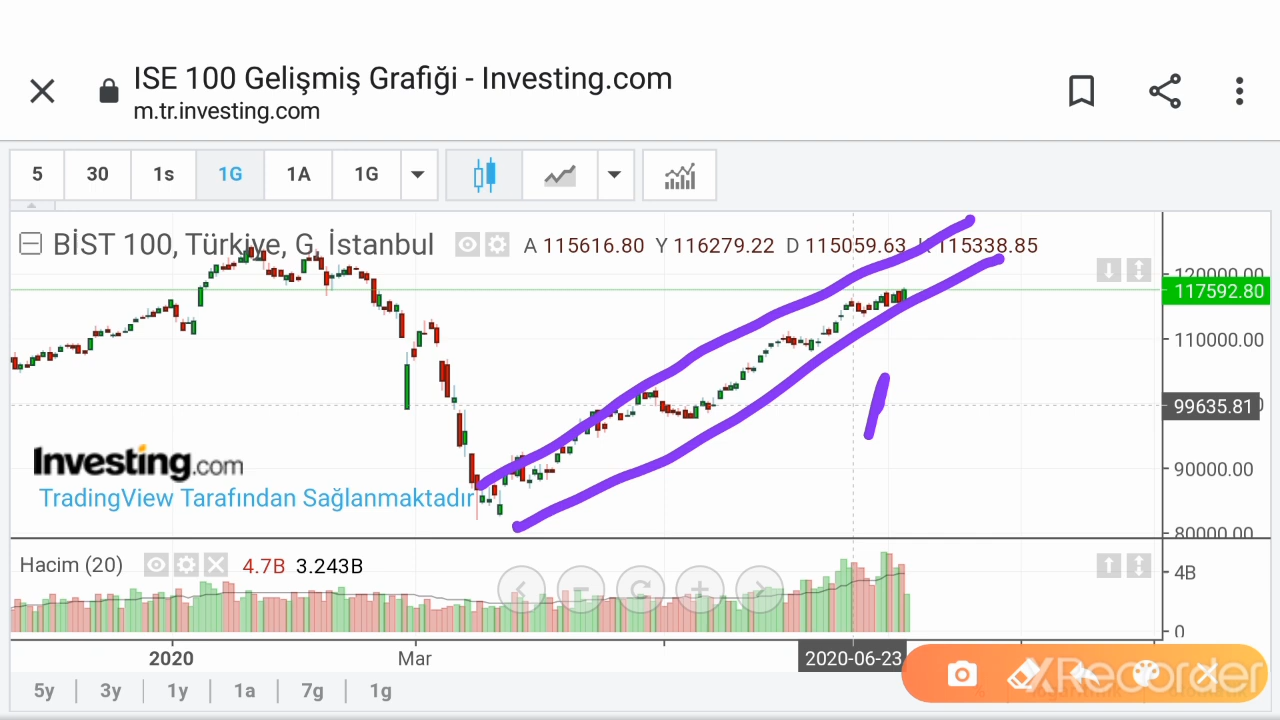 ISE 100 Gelişmiş Grafiği - Investing.com
m.tr.investing.com
5 30 1s 1G 1A 1G
BİST 100, Türkiye, G, İstanbul A 115616.80 Y 116279.22 D 115059.63 K 115338.85
120000.00
117592.80
110000.00
99635.81
90000.00
80000.00
Investing.com
TradingView Tarafından Sağlanmaktadır
Hacim (20) 4.7B 3.243B
4B
0
2020 Mar 2020-06-23
5y 3y 1y 1a 7g 1g
XRecorder